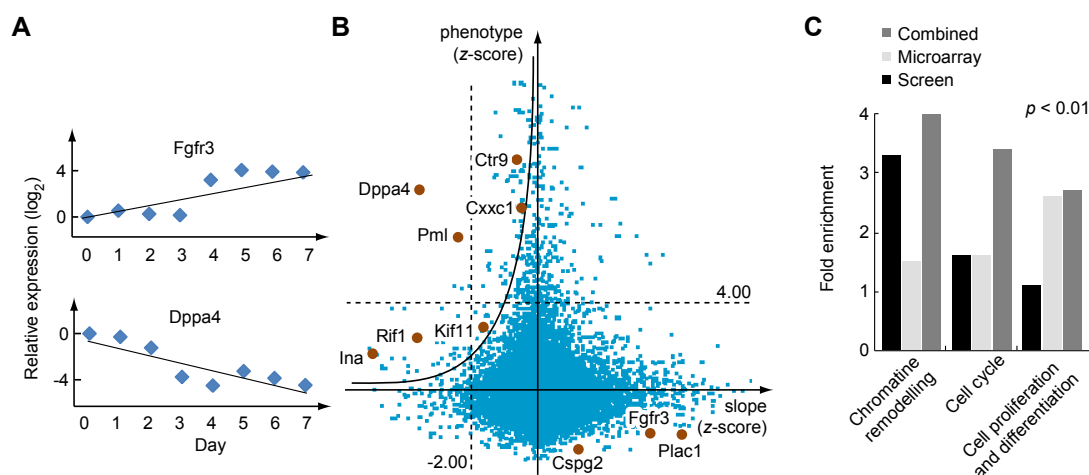 A
Relative expression (log2)
Fgfr3
4
0
0 1 2 3 4 5 6 7
Dppa4
0
-4
0 1 2 3 4 5 6 7
Day
B
phenotype
(z-score)
Ctr9
Dppa4
Cxxc1
Pml
4.00
Rif1
Kif11
Ina
slope
(z-score)
Fgfr3
-2.00
Cspg2
Plac1
C
Combined
Microarray
Screen
p < 0.01
Fold enrichment
4
3
2
1
0
Chromatine
remodelling
Cell cycle
Cell proliferation
and differentiation